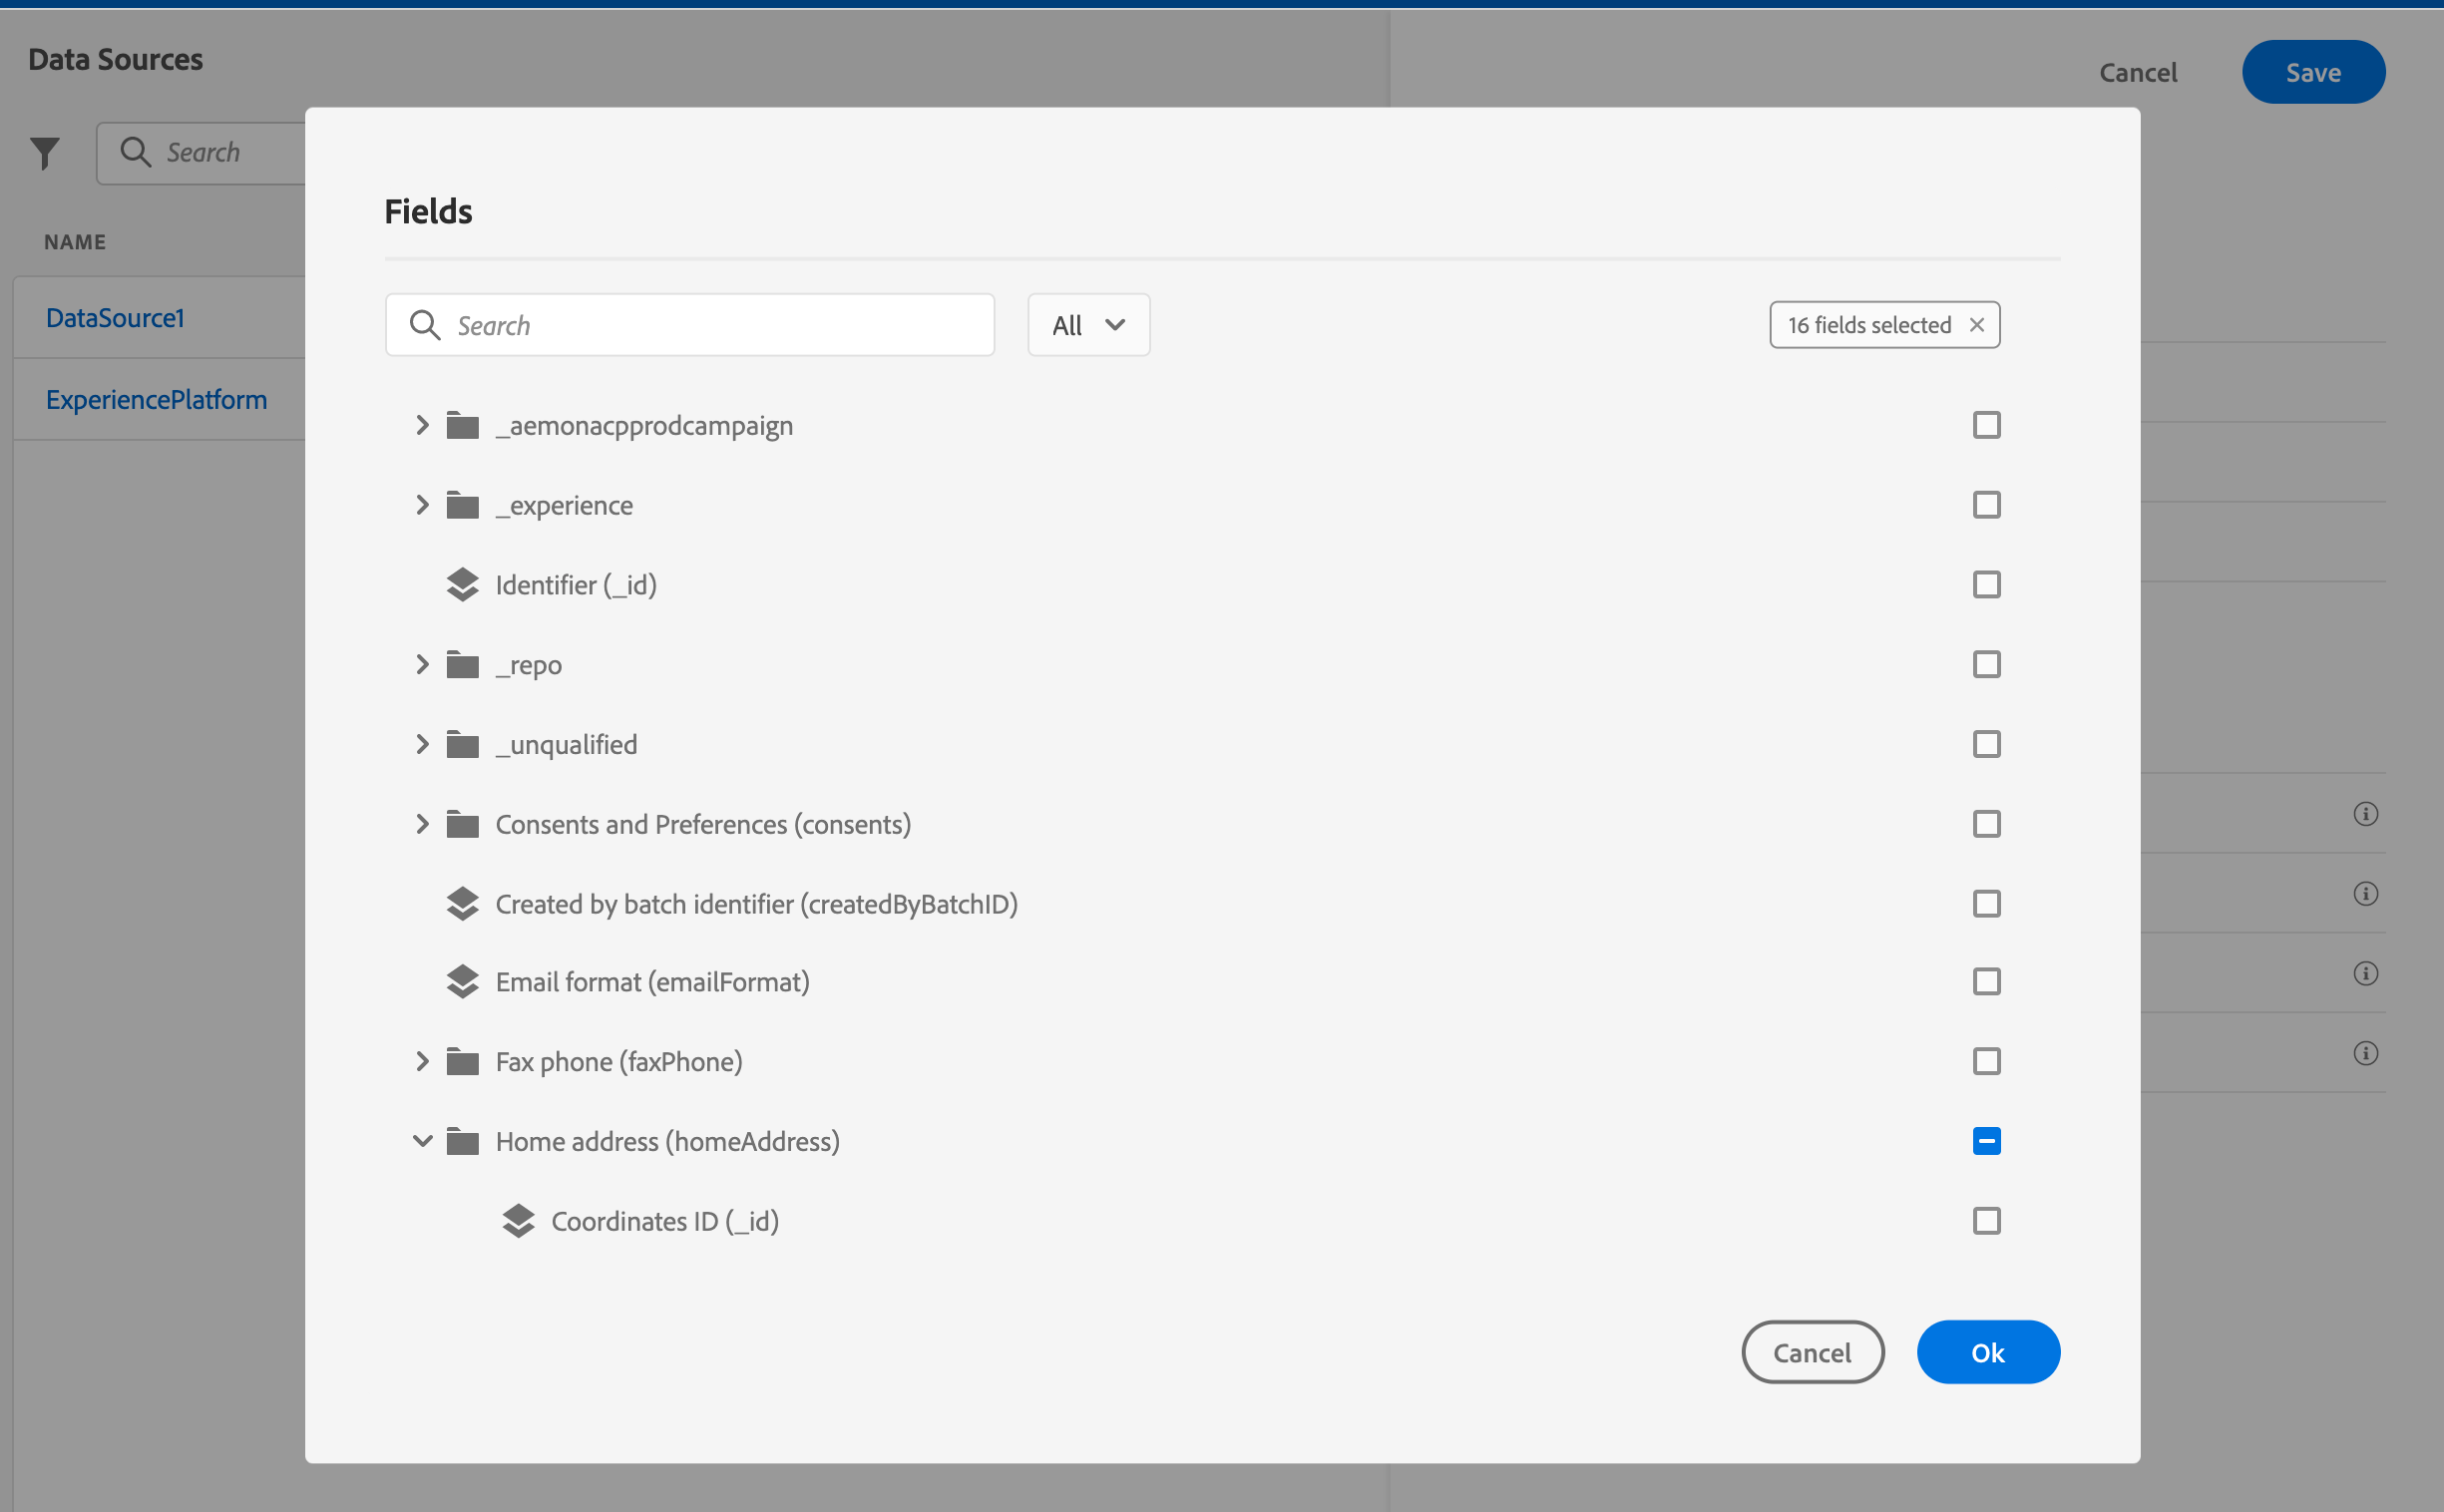 Data Sources
Cancel
Save
Search
NAME
DataSource1
ExperiencePlatform
Fields
Search
All
16 fields selected
_aemonacpprodcampaign
_experience
Identifier (_id)
_repo
_unqualified
Consents and Preferences (consents)
Created by batch identifier (createdByBatchID)
Email format (emailFormat)
Fax phone (faxPhone)
Home address (homeAddress)
Coordinates ID (_id)
Cancel
Ok